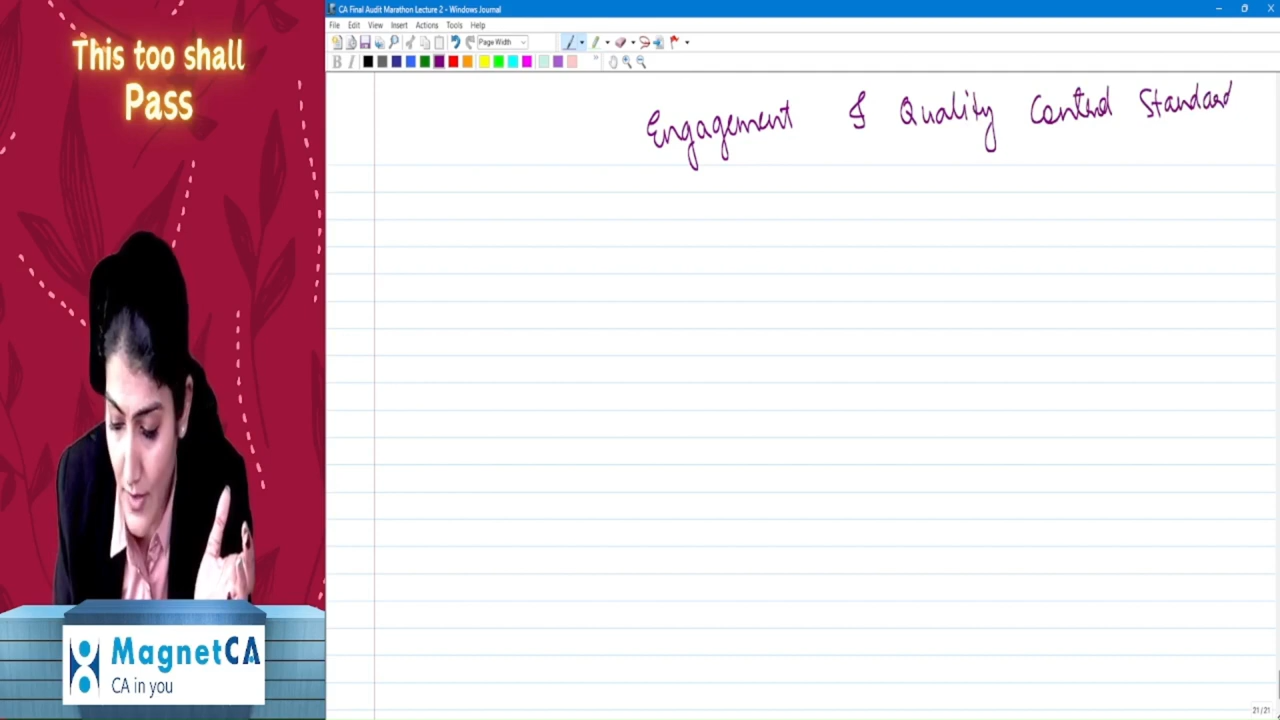 This too shall
Pass
MagnetCA
CA in you
CA Final Audit Marathon Lecture 2 - Windows Journal
File Edit View Insert Actions Tools Help
Page Width
B I
Engagement & Quality Control Standard
21/21